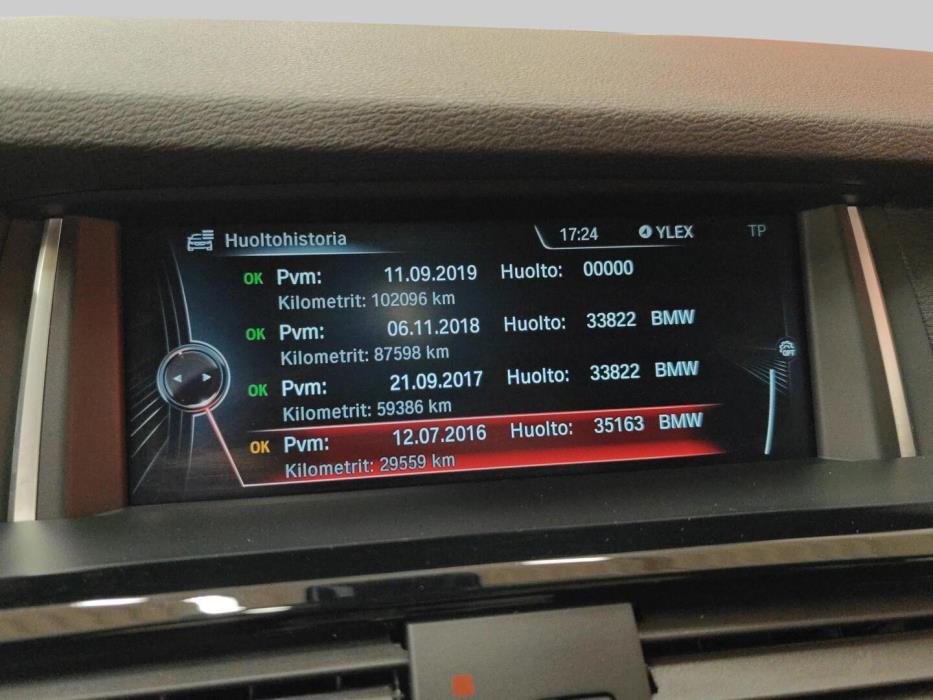 Huoltohistoria 17:24 YLEX TP
OK Pvm: 11.09.2019 Huolto: 00000
Kilometrit: 102096 km
OK Pvm: 06.11.2018 Huolto: 33822 BMW
Kilometrit: 87598 km
OK Pvm: 21.09.2017 Huolto: 33822 BMW
Kilometrit: 59386 km
OK Pvm: 12.07.2016 Huolto: 35163 BMW
Kilometrit: 29559 km
OFF